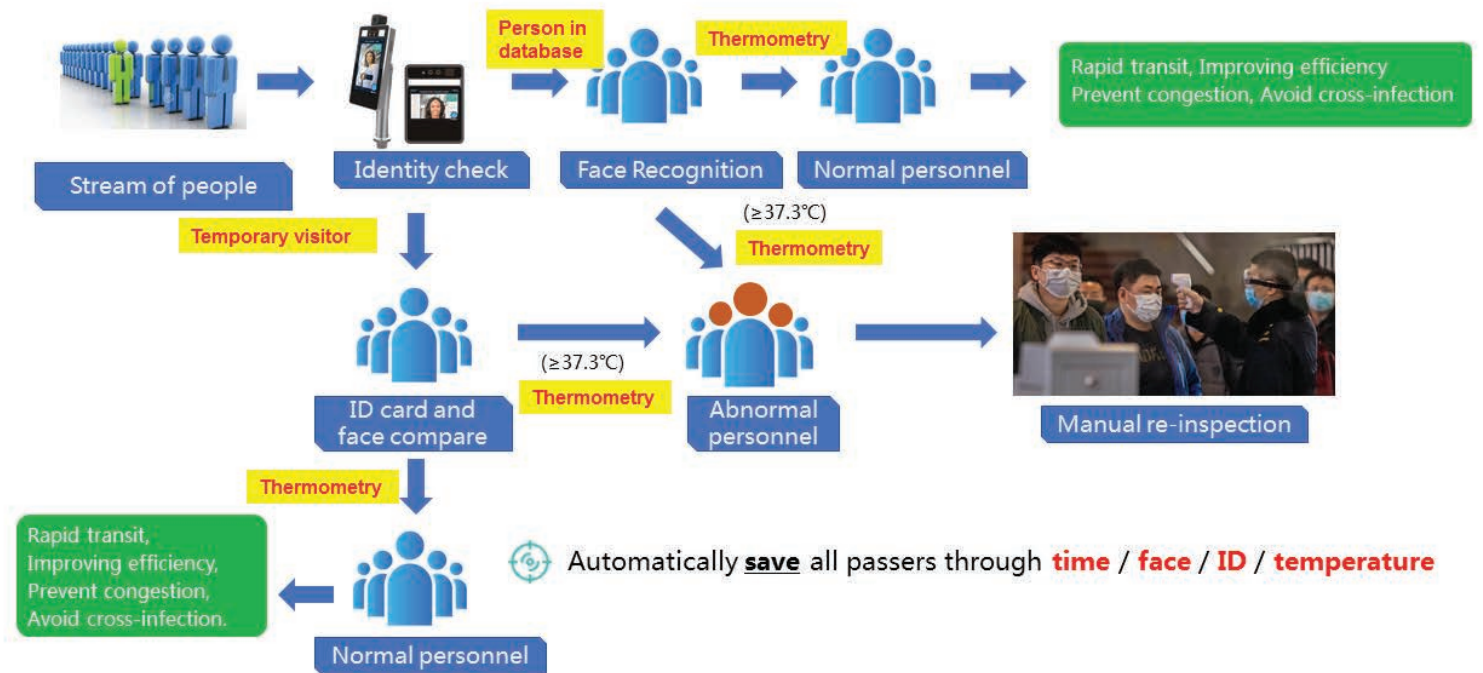 Person in
database
Thermometry
Rapid transit, Improving efficiency
Prevent congestion, Avoid cross-infection
Stream of people
Identity check
Face Recognition
Normal personnel
Temporary visitor
(≥37.3℃)
Thermometry
(≥37.3℃)
Thermometry
ID card and
face compare
Abnormal
personnel
Manual re-inspection
Thermometry
Rapid transit,
Improving efficiency,
Prevent congestion,
Avoid cross-infection.
Automatically save all passers through time / face / ID / temperature
Normal personnel